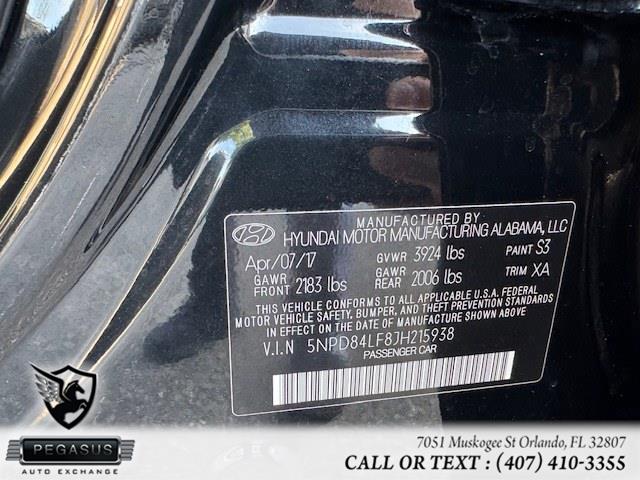 MANUFACTURED BY
HYUNDAI MOTOR MANUFACTURING ALABAMA, LLC
Apr/07/17 GVWR 3924 lbs PAINT S3
GAWR FRONT 2183 lbs GAWR REAR 2006 lbs TRIM XA
THIS VEHICLE CONFORMS TO ALL APPLICABLE U.S.A. FEDERAL
MOTOR VEHICLE SAFETY, BUMPER, AND THEFT PREVENTION STANDARDS
IN EFFECT ON THE DATE OF MANUFACTURE SHOWN ABOVE.
V.I.N 5NPD84LF8JH215938
PASSENGER CAR
PEGASUS
AUTO EXCHANGE
7051 Muskogee St Orlando, FL 32807
CALL OR TEXT : (407) 410-3355